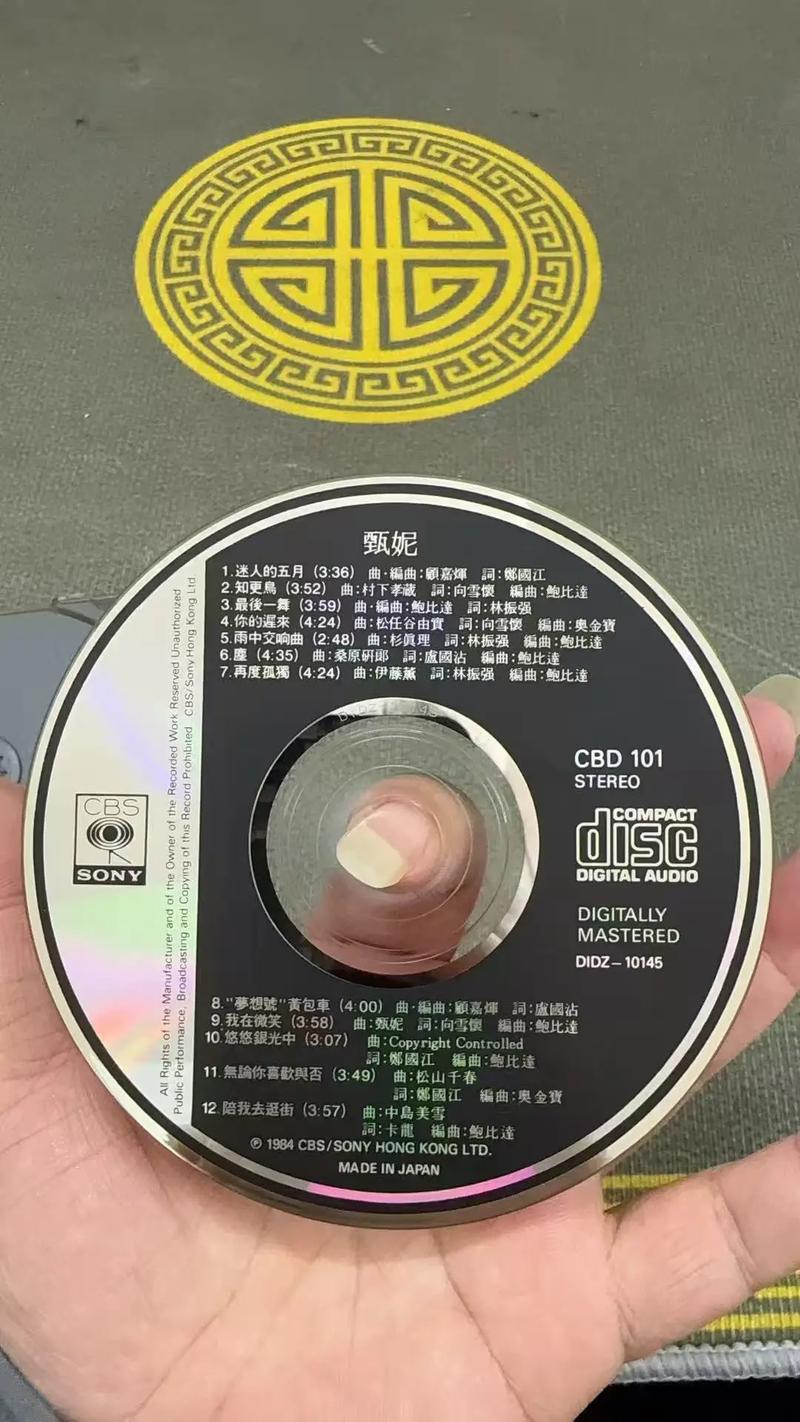 甄妮
1.迷人的五月 (3:36) 曲·編曲:顧嘉煇 詞:鄭國江
2.知更鳥 (3:52) 曲:村下孝蔵 詞:向雪懷 編曲:鮑比達
3.最後一舞 (3:59) 曲·編曲:鮑比達 詞:林振强
4.你的遲來 (4:24) 曲:松任谷由實 詞:向雪懷 編曲:奥金寶
5.雨中交响曲 (2:48) 曲:杉眞理 詞:林振强 編曲:鮑比達
6.塵 (4:35) 曲:桑原研郎 詞:盧國沾 編曲:鮑比達
7.再度孤獨 (4:24) 曲:伊藤薫 詞:林振强 編曲:鮑比達
All Rights of the Manufacturer and of the Owner of the Recorded Work Reserved Unauthorized
Public Performance, Broadcasting and Copying of this Record Prohibited CBS/Sony Hong Kong Ltd
CBS
SONY
CBD 101
STEREO
COMPACT
disc
DIGITAL AUDIO
DIGITALLY
MASTERED
DIDZ-10145
8."夢想號"黃包車 (4:00) 曲·編曲:顧嘉煇 詞:盧國沾
9.我在微笑 (3:58) 曲:甄妮 詞:向雪懷 編曲:鮑比達
10.悠悠銀光中 (3:07) 曲:Copyright Controlled
詞:鄭國江 編曲:鮑比達
11.無論你喜歡與否 (3:49) 曲:松山千春
詞:鄭國江 編曲:奥金寶
12.陪我去逛街 (3:57) 曲:中島美雪
詞:卡龍 編曲:鮑比達
Ⓟ 1984 CBS/SONY HONG KONG LTD.
MADE IN JAPAN